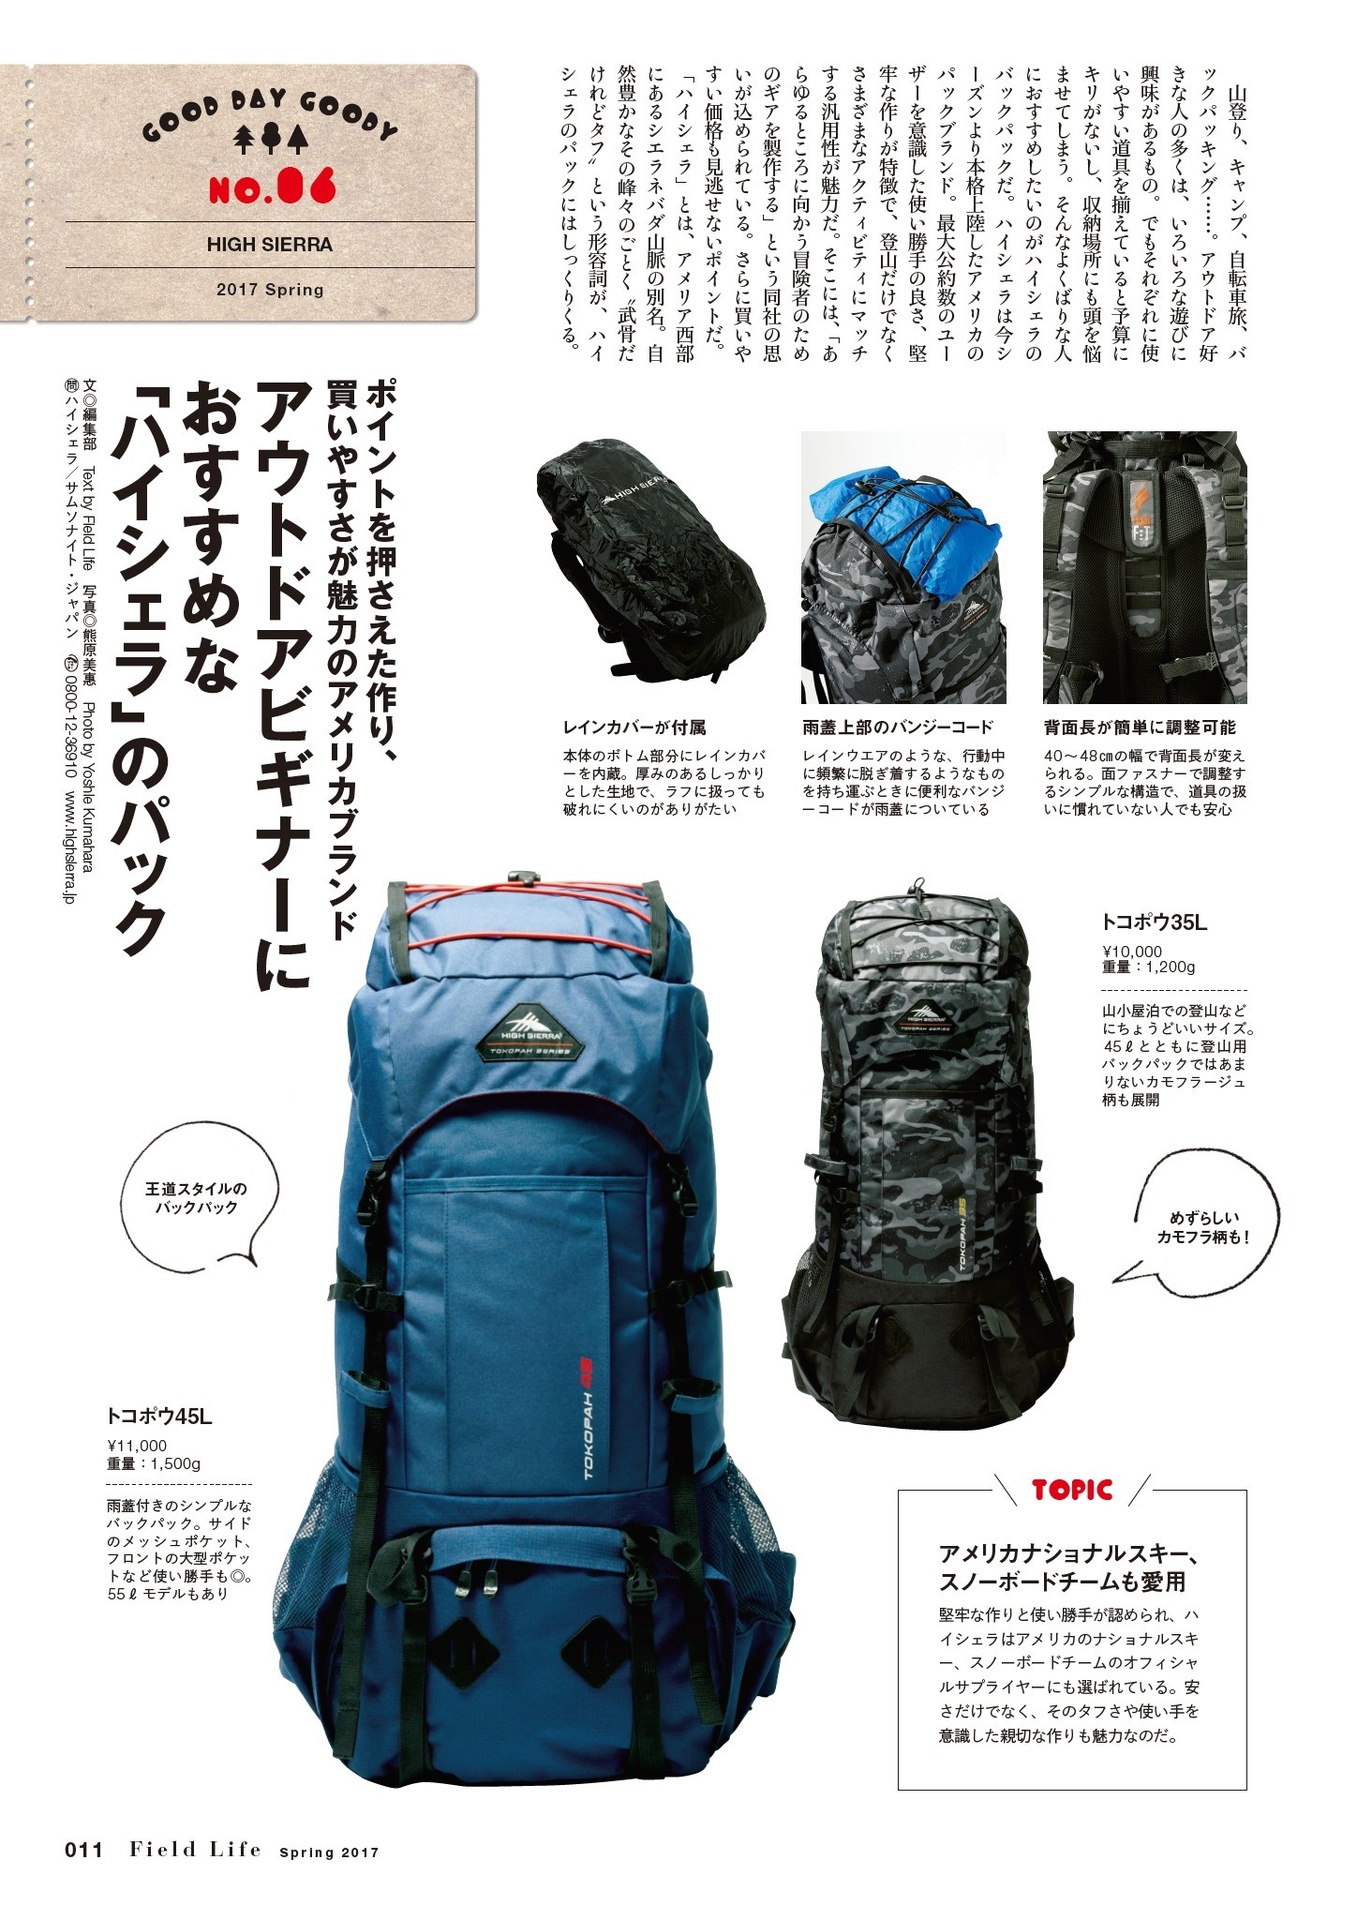 GOOD DAY GOODY
NO.06
HIGH SIERRA
2017 Spring
山登り、キャンプ、自転車旅、バ
ックパッキング……。アウトドア好
きな人の多くは、いろいろな遊びに
興味があるもの。でもそれぞれに使
いやすい道具を揃えていると予算に
キリがないし、収納場所にも頭を悩
ませてしまう。そんなよくばりな人
におすすめしたいのがハイシェラの
バックパックだ。ハイシェラは今シ
ーズンより本格上陸したアメリカの
バックブランド。最大公約数のユー
ザーを意識した使い勝手の良さ、堅
牢な作りが特徴で、登山だけでなく
さまざまなアクティビティにマッチ
する汎用性が魅力だ。そこには、「あ
らゆるところに向かう冒険者のため
のギアを製作する」という同社の思
いが込められている。さらに買いや
すい価格も見逃せないポイントだ。
「ハイシェラ」とは、アメリア西部
にあるシエラネバダ山脈の別名。自
然豊かなその峰々のごとく〝武骨だ
けれどタフ〟という形容詞が、ハイ
シェラのパックにはしっくりくる。
ポイントを押さえた作り、
買いやすさが魅力のアメリカブランド
アウトドアビギナーに
おすすめな
「ハイシェラ」のパック
文◎編集部 Text by Field Life 写真◎熊原美惠 Photo by Yoshie Kumahara
㉄ハイシェラ／サムソナイト・ジャパン ☎0800-12-36910 www.highsierra.jp
HIGH SIERRA
レインカバーが付属
本体のボトム部分にレインカバ
ーを内蔵。厚みのあるしっかり
とした生地で、ラフに扱っても
破れにくいのがありがたい
雨蓋上部のバンジーコード
レインウエアのような、行動中
に頻繁に脱ぎ着するようなもの
を持ち運ぶときに便利なバンジ
ーコードが雨蓋についている
背面長が簡単に調整可能
40〜48㎝の幅で背面長が変え
られる。面ファスナーで調整す
るシンプルな構造で、道具の扱
いに慣れていない人でも安心
トコポウ35L
¥10,000
重量：1,200g
山小屋泊での登山など
にちょうどいいサイズ。
45ℓとともに登山用
バックパックではあま
りないカモフラージュ
柄も展開
めずらしい
カモフラ柄も！
HIGH SIERRA
TOKOPAH SERIES
TOKOPAH 35
王道スタイルの
バックパック
HIGH SIERRA
TOKOPAH SERIES
TOKOPAH 45
トコポウ45L
¥11,000
重量：1,500g
雨蓋付きのシンプルな
バックパック。サイド
のメッシュポケット、
フロントの大型ポケッ
トなど使い勝手も◎。
55ℓモデルもあり
TOPIC
アメリカナショナルスキー、
スノーボードチームも愛用
堅牢な作りと使い勝手が認められ、ハ
イシェラはアメリカのナショナルスキ
ー、スノーボードチームのオフィシャ
ルサプライヤーにも選ばれている。安
さだけでなく、そのタフさや使い手を
意識した親切な作りも魅力なのだ。
011 Field Life Spring 2017